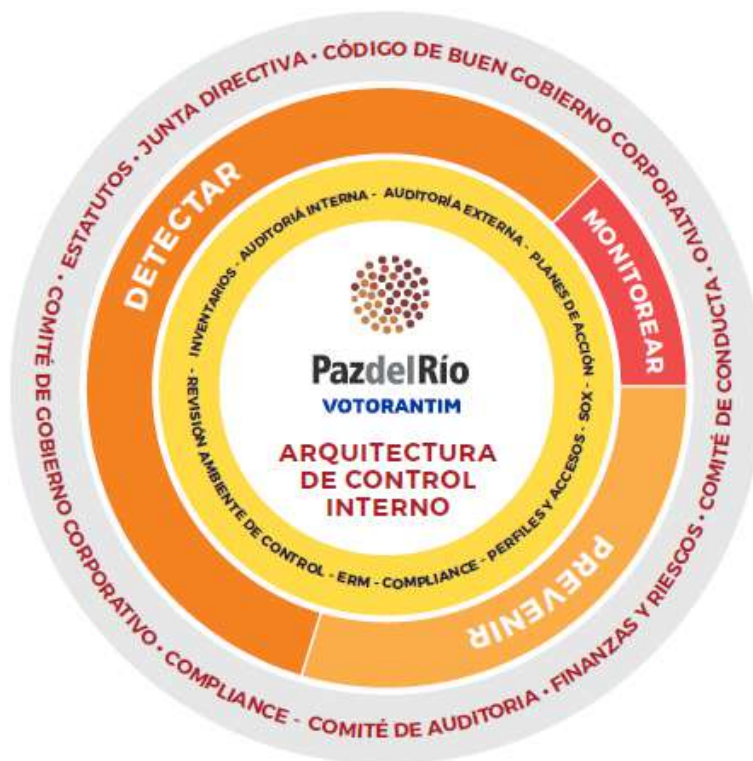 ESTATUTOS • JUNTA DIRECTIVA • CÓDIGO DE BUEN GOBIERNO CORPORATIVO • COMITÉ DE CONDUCTA • FINANZAS Y RIESGOS • COMITÉ DE AUDITORIA - COMPLIANCE • COMITÉ DE GOBIERNO CORPORATIVO •
DETECTAR
MONITOREAR
PREVENIR
INVENTARIOS - AUDITORIÁ INTERNA - AUDITORÍA EXTERNA - PLANES DE ACCIÓN - SOX - PERFILES Y ACCESOS - COMPLIANCE - ERM - REVISIÓN AMBIENTE DE CONTROL -
PazdelRío
VOTORANTIM
ARQUITECTURA
DE CONTROL
INTERNO